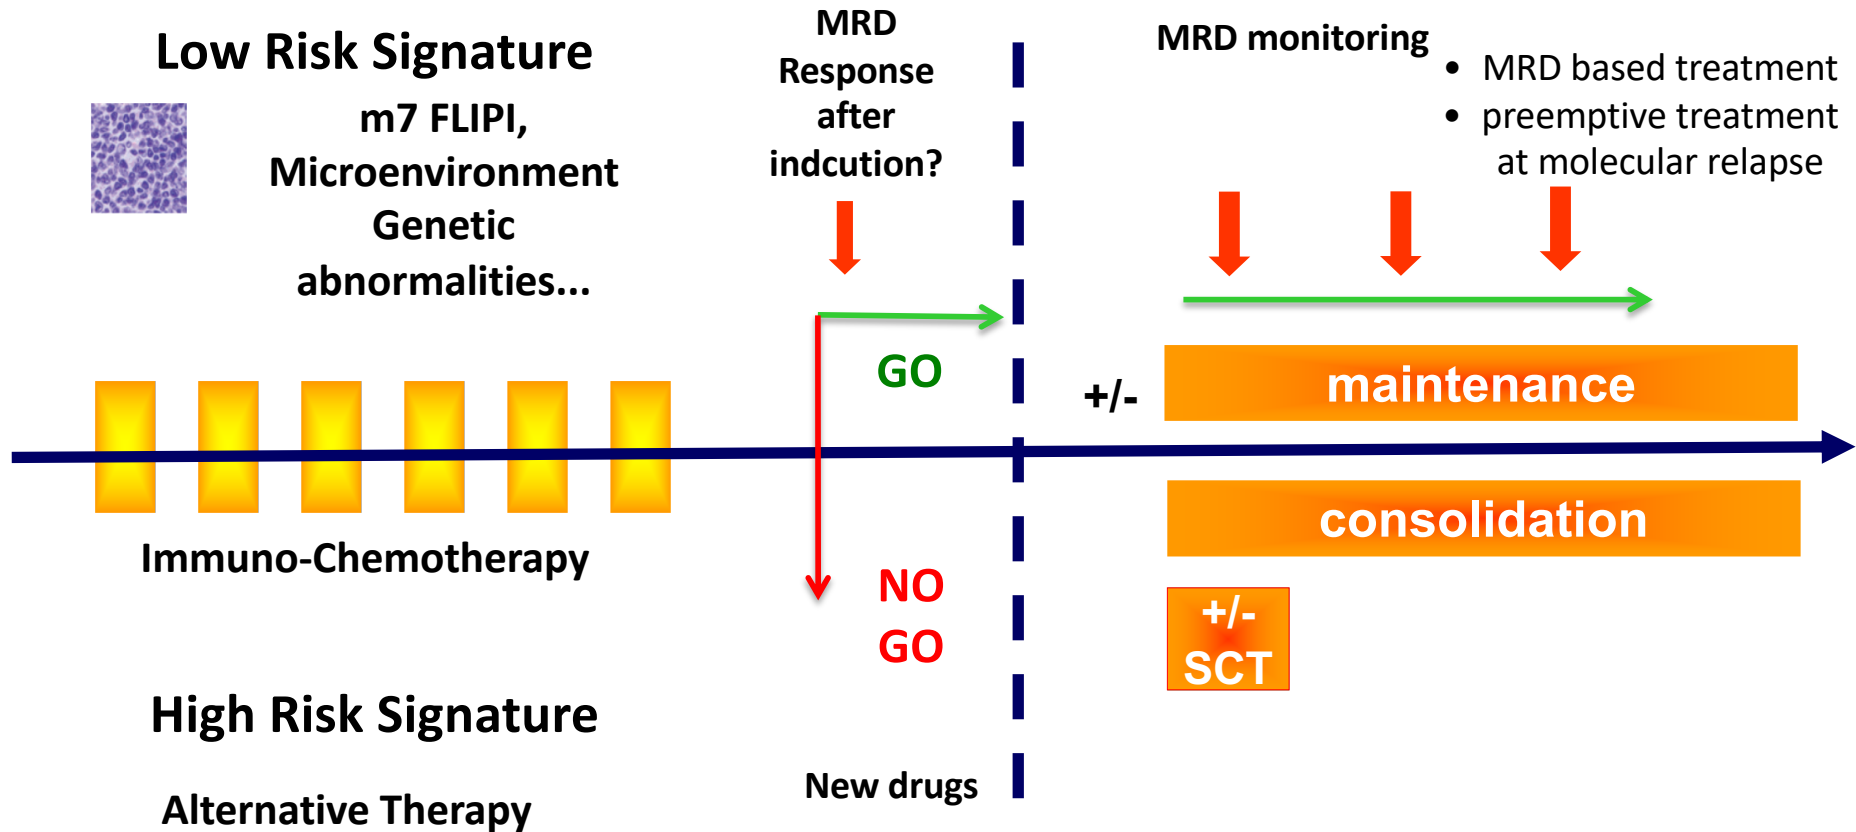 Low Risk Signature
m7 FLIPI,
Microenvironment
Genetic
abnormalities...
MRD
Response
after
indcution?
MRD monitoring
• MRD based treatment
• preemptive treatment
at molecular relapse
GO
+/-
maintenance
Immuno-Chemotherapy
consolidation
NO
GO
+/-
SCT
High Risk Signature
Alternative Therapy
New drugs